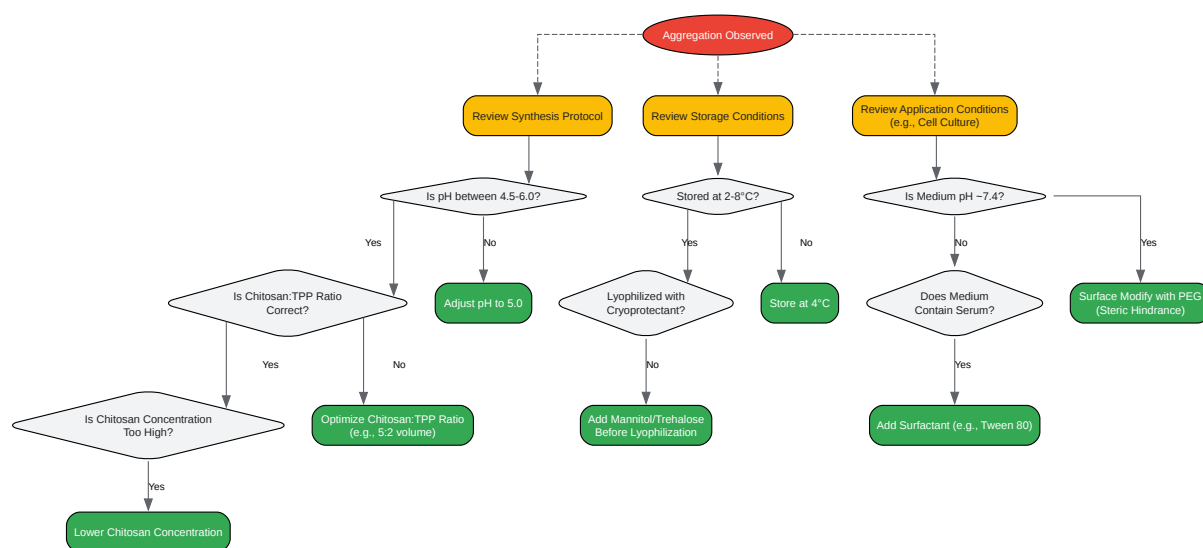 Aggregation Observed
Review Synthesis Protocol
Review Storage Conditions
Review Application Conditions
(e.g., Cell Culture)
Is pH between 4.5-6.0?
Stored at 2-8°C?
Is Medium pH ~7.4?
Yes
No
Yes
No
No
Yes
Is Chitosan:TPP Ratio
Correct?
Adjust pH to 5.0
Lyophilized with
Cryoprotectant?
Store at 4°C
Does Medium
Contain Serum?
Surface Modify with PEG
(Steric Hindrance)
Yes
No
No
Yes
Is Chitosan Concentration
Too High?
Optimize Chitosan:TPP Ratio
(e.g., 5:2 volume)
Add Mannitol/Trehalose
Before Lyophilization
Add Surfactant (e.g., Tween 80)
Yes
Lower Chitosan Concentration